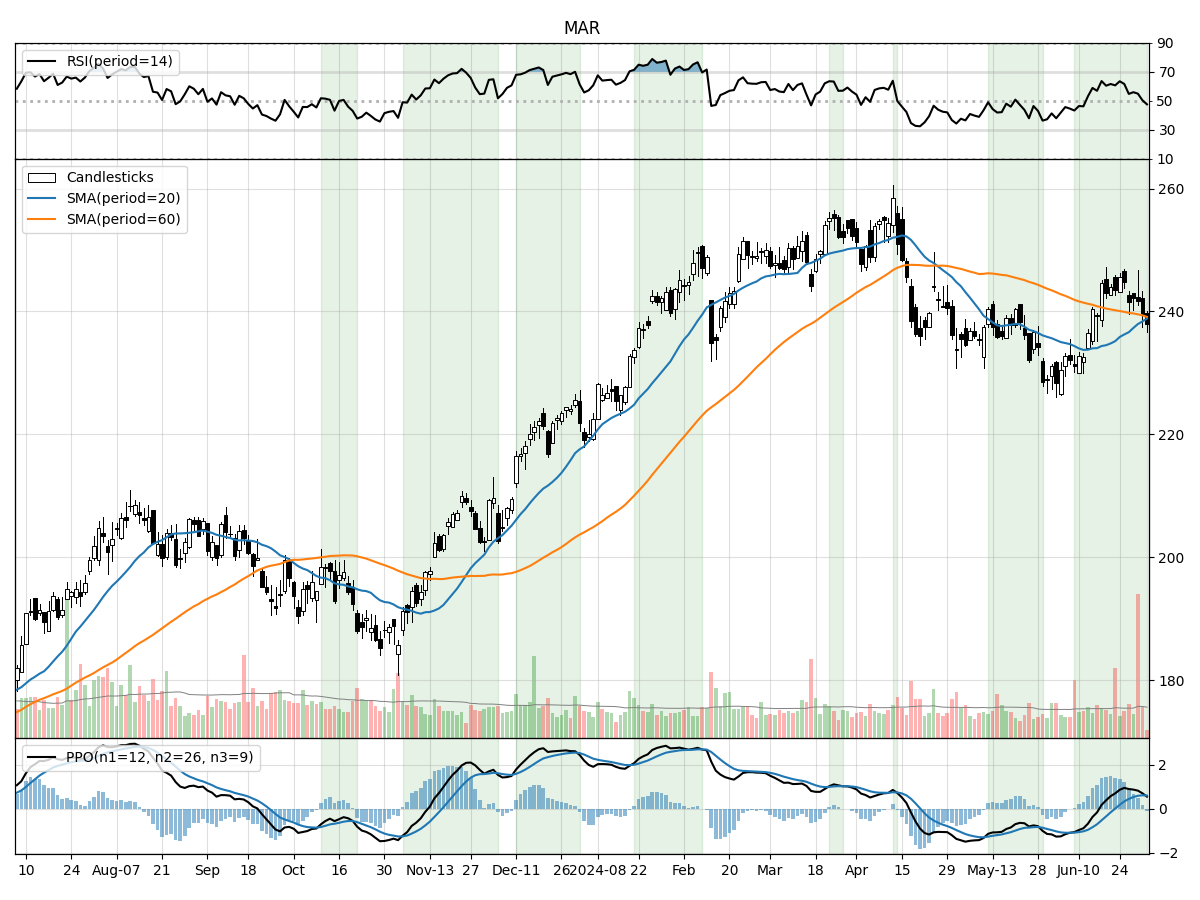 MAR
RSI(period=14)
90
70
50
30
10
Candlesticks
SMA(period=20)
SMA(period=60)
260
240
220
200
180
PPO(n1=12, n2=26, n3=9)
2
0
−2
10 24 Aug-07 21 Sep 18 Oct 16 30 Nov-13 27 Dec-11 26 2024-08 22 Feb 20 Mar 18 Apr 15 29 May-13 28 Jun-10 24